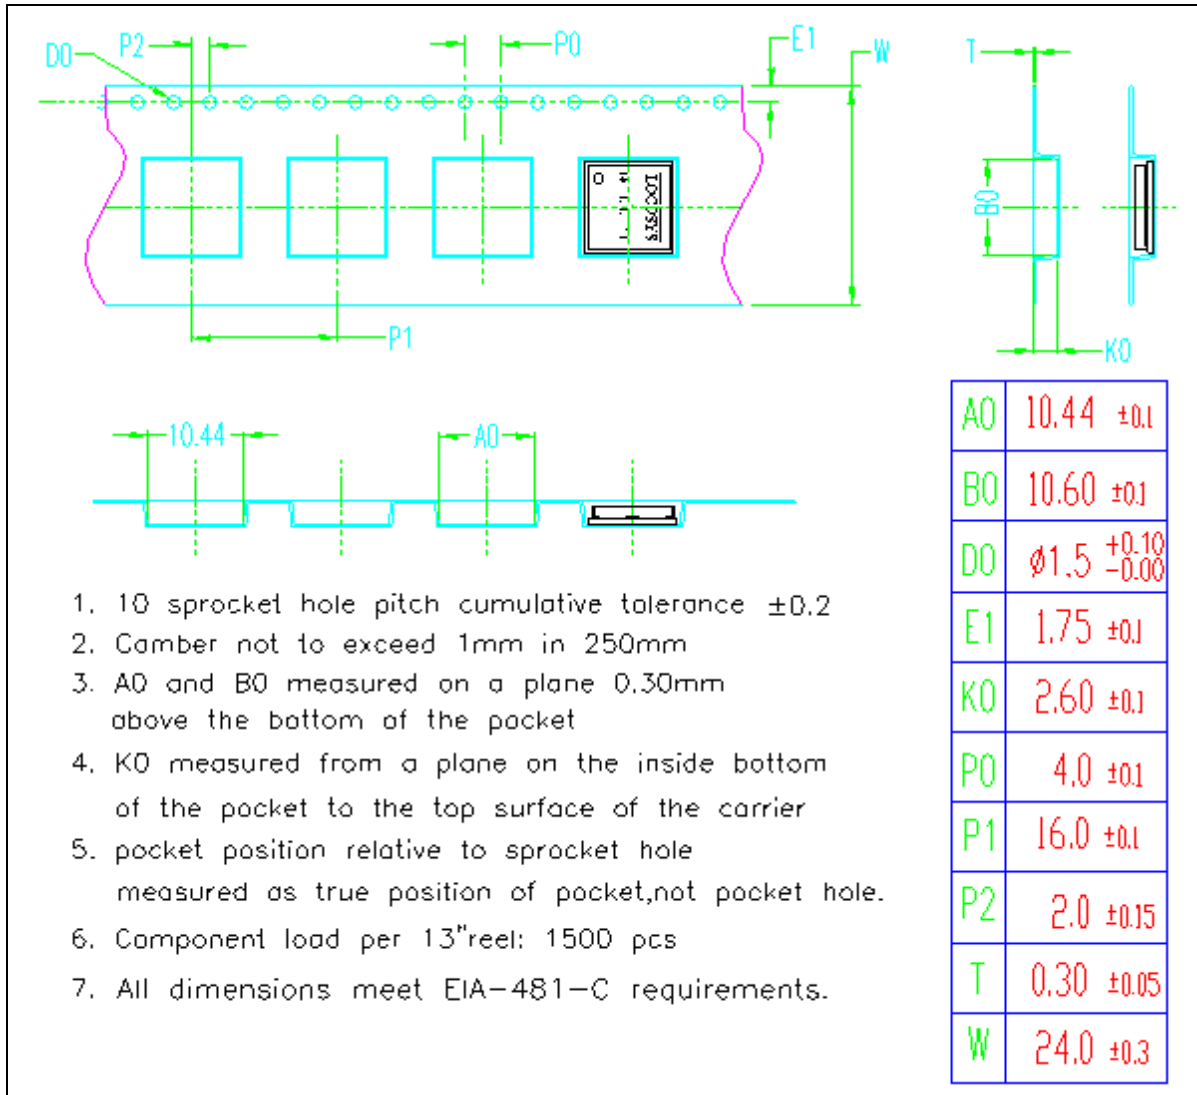 D0
P2
P0
E1
W
T
LOCOSYS
B0
P1
K0
10.44
A0
A0 10.44 ±0.1
B0 10.60 ±0.1
D0 ø1.5 +0.10 -0.00
E1 1.75 ±0.1
K0 2.60 ±0.1
P0 4.0 ±0.1
P1 16.0 ±0.1
P2 2.0 ±0.15
T 0.30 ±0.05
W 24.0 ±0.3
1. 10 sprocket hole pitch cumulative tolerance ±0.2
2. Camber not to exceed 1mm in 250mm
3. A0 and B0 measured on a plane 0.30mm
above the bottom of the pocket
4. K0 measured from a plane on the inside bottom
of the pocket to the top surface of the carrier
5. pocket position relative to sprocket hole
measured as true position of pocket,not pocket hole.
6. Component load per 13"reel: 1500 pcs
7. All dimensions meet EIA-481-C requirements.